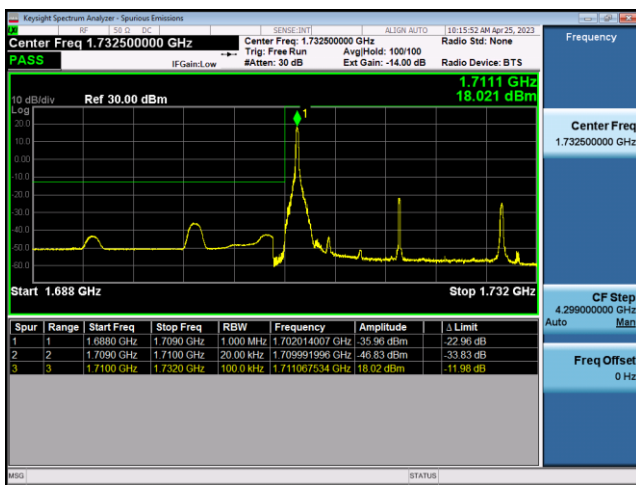 Keysight Spectrum Analyzer - Spurious Emissions
RF 50 Ω DC SENSE:INT ALIGN AUTO 10:15:52 AM Apr 25, 2023
Center Freq 1.732500000 GHz Center Freq: 1.732500000 GHz Radio Std: None
Trig: Free Run Avg|Hold: 100/100
PASS IFGain:Low #Atten: 30 dB Ext Gain: -14.00 dB Radio Device: BTS
1.7111 GHz
18.021 dBm
10 dB/div Ref 30.00 dBm
Log
1
20.0
10.0
0.00
-10.0
-20.0
-30.0
-40.0
-50.0
-60.0
Start 1.688 GHz Stop 1.732 GHz
Spur Range Start Freq Stop Freq RBW Frequency Amplitude Δ Limit
1 1 1.6880 GHz 1.7090 GHz 1.000 MHz 1.702014007 GHz -35.96 dBm -22.96 dB
2 2 1.7090 GHz 1.7100 GHz 20.00 kHz 1.709991996 GHz -46.83 dBm -33.83 dB
3 3 1.7100 GHz 1.7320 GHz 100.0 kHz 1.711067534 GHz 18.02 dBm -11.98 dB
MSG STATUS
Frequency
Center Freq
1.732500000 GHz
CF Step
4.299000000 GHz
Auto Man
Freq Offset
0 Hz